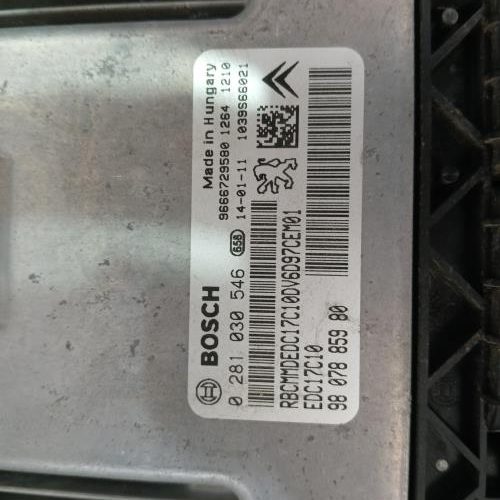 Made in Hungary
9666729580 1264 1210
14-01-11 1039S66021
BOSCH
0 281 030 546 658
RBCMMDEDC17C10DV6D97CEM01
EDC17C10
98 078 859 80